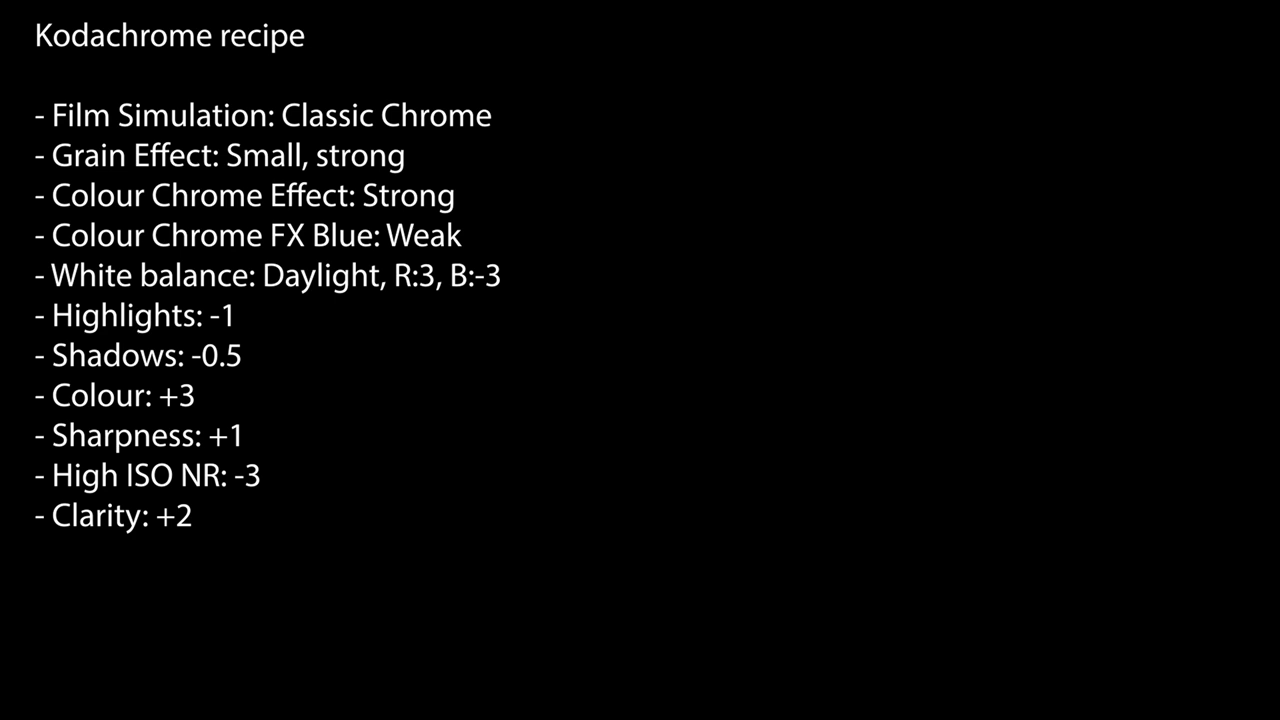 Kodachrome recipe
- Film Simulation: Classic Chrome
- Grain Effect: Small, strong
- Colour Chrome Effect: Strong
- Colour Chrome FX Blue: Weak
- White balance: Daylight, R:3, B:-3
- Highlights: -1
- Shadows: -0.5
- Colour: +3
- Sharpness: +1
- High ISO NR: -3
- Clarity: +2